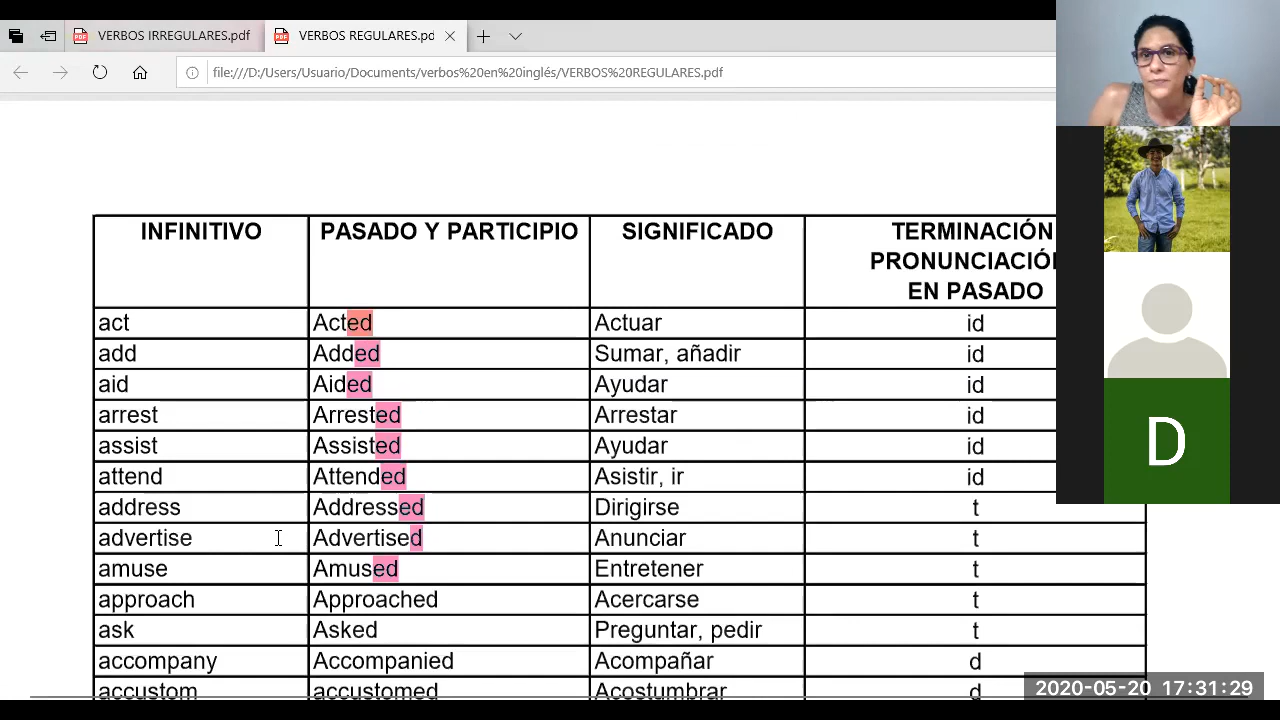 VERBOS IRREGULARES.pdf
VERBOS REGULARES.pd
file:///D:/Users/Usuario/Documents/verbos%20en%20inglés/VERBOS%20REGULARES.pdf
INFINITIVO PASADO Y PARTICIPIO SIGNIFICADO TERMINACIÓN
PRONUNCIACIÓ
EN PASADO
act Acted Actuar id
add Added Sumar, añadir id
aid Aided Ayudar id
arrest Arrested Arrestar id
assist Assisted Ayudar id
attend Attended Asistir, ir id
address Addressed Dirigirse t
advertise Advertised Anunciar t
amuse Amused Entretener t
approach Approached Acercarse t
ask Asked Preguntar, pedir t
accompany Accompanied Acompañar d
accustom accustomed Acostumbrar d
D
2020-05-20 17:31:29